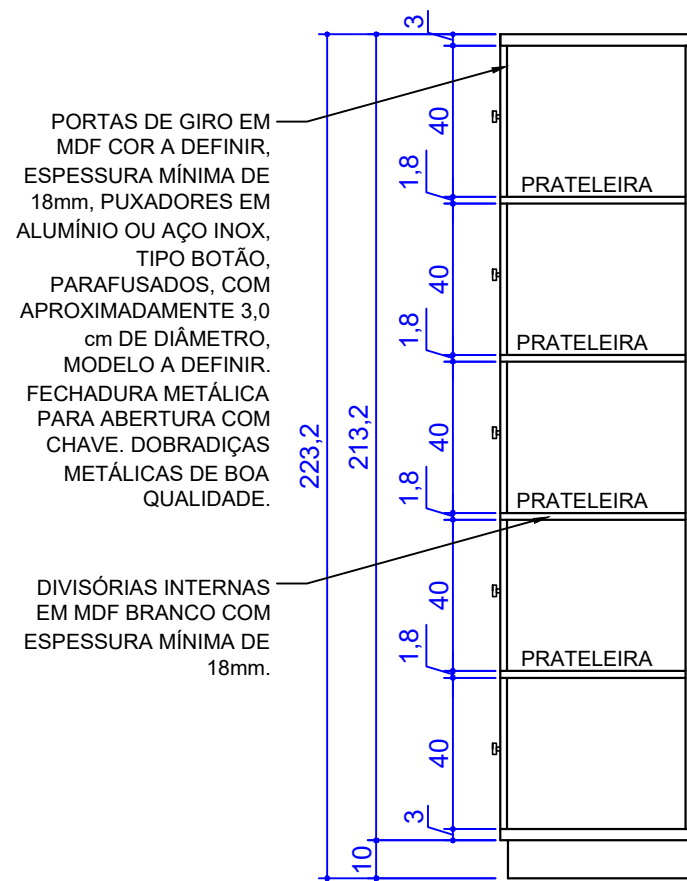 3
40
1,8
PRATELEIRA
40
1,8
PRATELEIRA
40
1,8
PRATELEIRA
40
1,8
PRATELEIRA
40
3
10
223,2
213,2
PORTAS DE GIRO EM
MDF COR A DEFINIR,
ESPESSURA MÍNIMA DE
18mm, PUXADORES EM
ALUMÍNIO OU AÇO INOX,
TIPO BOTÃO,
PARAFUSADOS, COM
APROXIMADAMENTE 3,0
cm DE DIÂMETRO,
MODELO A DEFINIR.
FECHADURA METÁLICA
PARA ABERTURA COM
CHAVE. DOBRADIÇAS
METÁLICAS DE BOA
QUALIDADE.
DIVISÓRIAS INTERNAS
EM MDF BRANCO COM
ESPESSURA MÍNIMA DE
18mm.